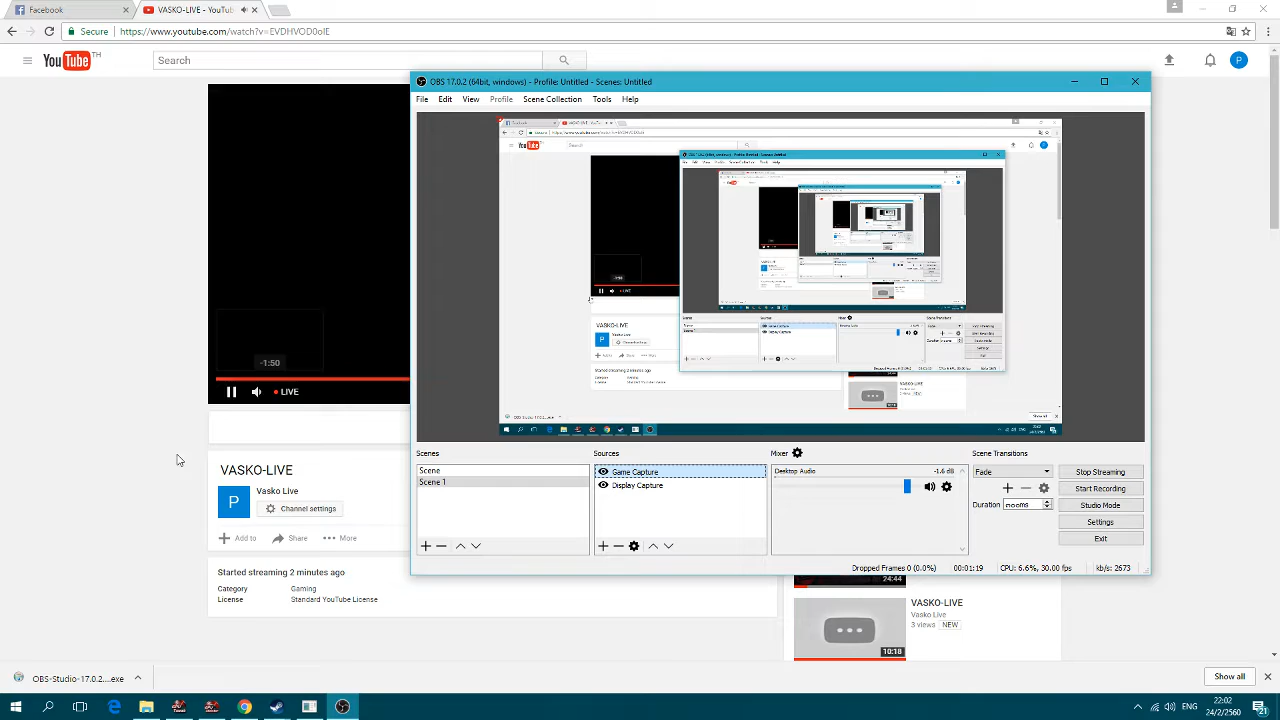 Facebook
VASKO-LIVE - YouTub
Secure
https://www.youtube.com/watch?v=EVDHVOD0oIE
YouTube TH
Search
OBS 17.0.2 (64bit, windows) - Profile: Untitled - Scenes: Untitled
File Edit View Profile Scene Collection Tools Help
-1:50
LIVE
VASKO-LIVE
P
Vasko Live
Channel settings
Add to Share More
Started streaming 2 minutes ago
Category Gaming
License Standard YouTube License
Scenes
Scene
Scene 1
Sources
Game Capture
Display Capture
Mixer
Desktop Audio -1.6 dB
Scene Transitions
Fade
Duration
Stop Streaming
Start Recording
Studio Mode
Settings
Exit
Dropped Frames 0 (0.0%) 00:01:19 CPU: 6.6%, 30.00 fps kb/s: 2673
24:44
VASKO-LIVE
Vasko Live
3 views NEW
10:18
OBS-Studio-17.0.2....exe
Show all
ENG
22:02
24/2/2560